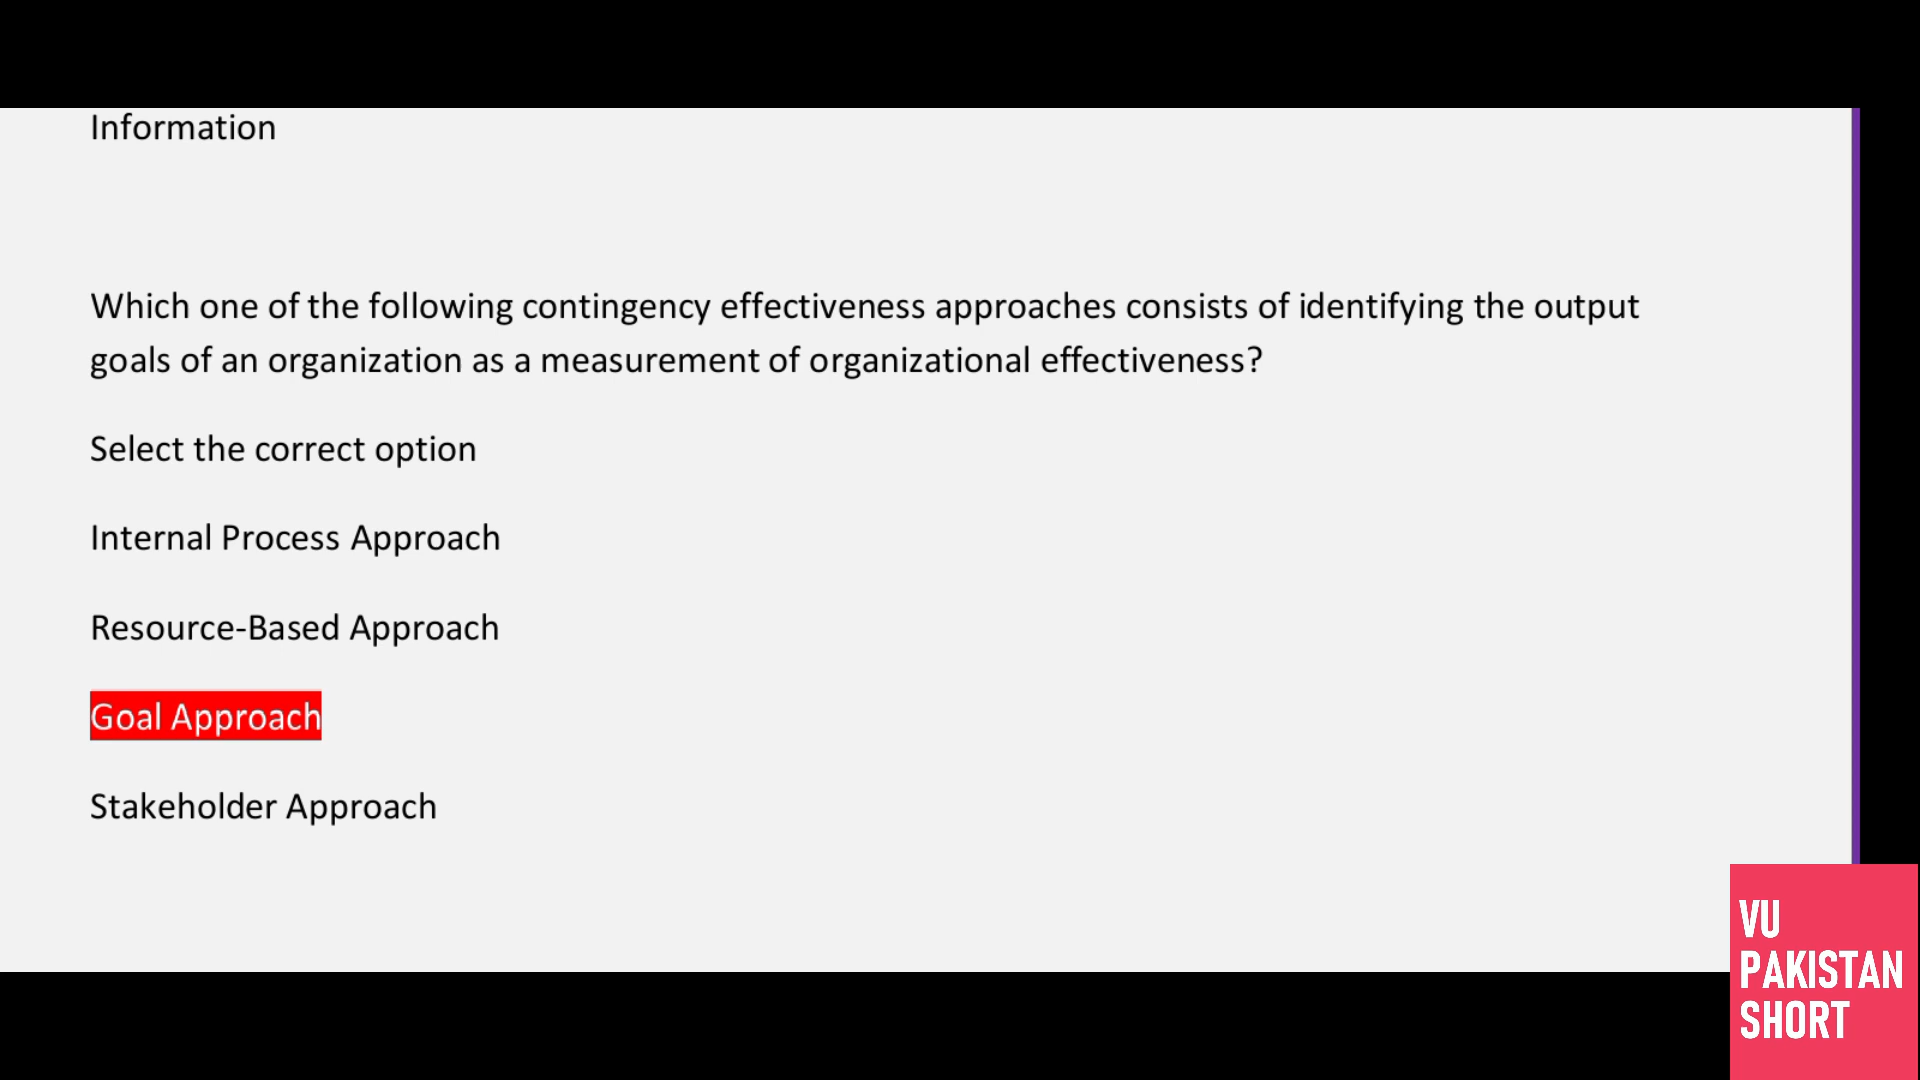 Information
Which one of the following contingency effectiveness approaches consists of identifying the output
goals of an organization as a measurement of organizational effectiveness?
Select the correct option
Internal Process Approach
Resource-Based Approach
Goal Approach
Stakeholder Approach
VU
PAKISTAN
SHORT